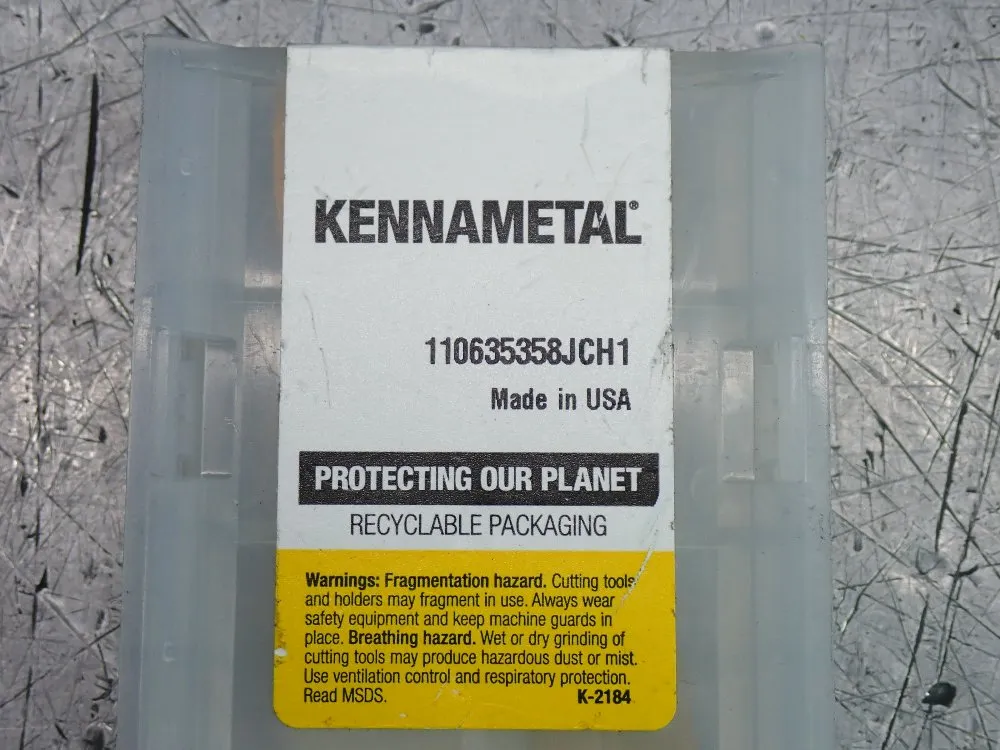 KENNAMETAL®
110635358JCH1
Made in USA
PROTECTING OUR PLANET
RECYCLABLE PACKAGING
Warnings: Fragmentation hazard. Cutting tools
and holders may fragment in use. Always wear
safety equipment and keep machine guards in
place. Breathing hazard. Wet or dry grinding of
cutting tools may produce hazardous dust or mist.
Use ventilation control and respiratory protection.
Read MSDS. K-2184